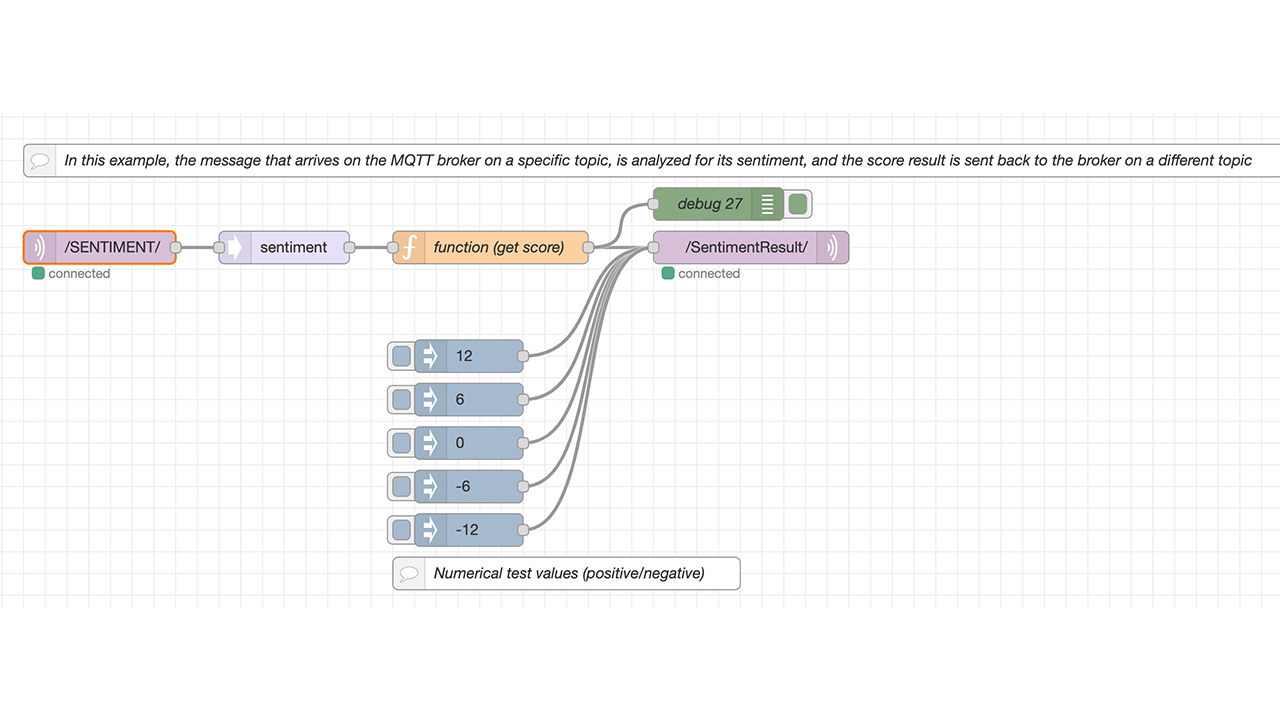 In this example, the message that arrives on the MQTT broker on a specific topic, is analyzed for its sentiment, and the score result is sent back to the broker on a different topic
debug 27
/SENTIMENT/
sentiment
function (get score)
/SentimentResult/
connected
connected
12
6
0
-6
-12
Numerical test values (positive/negative)